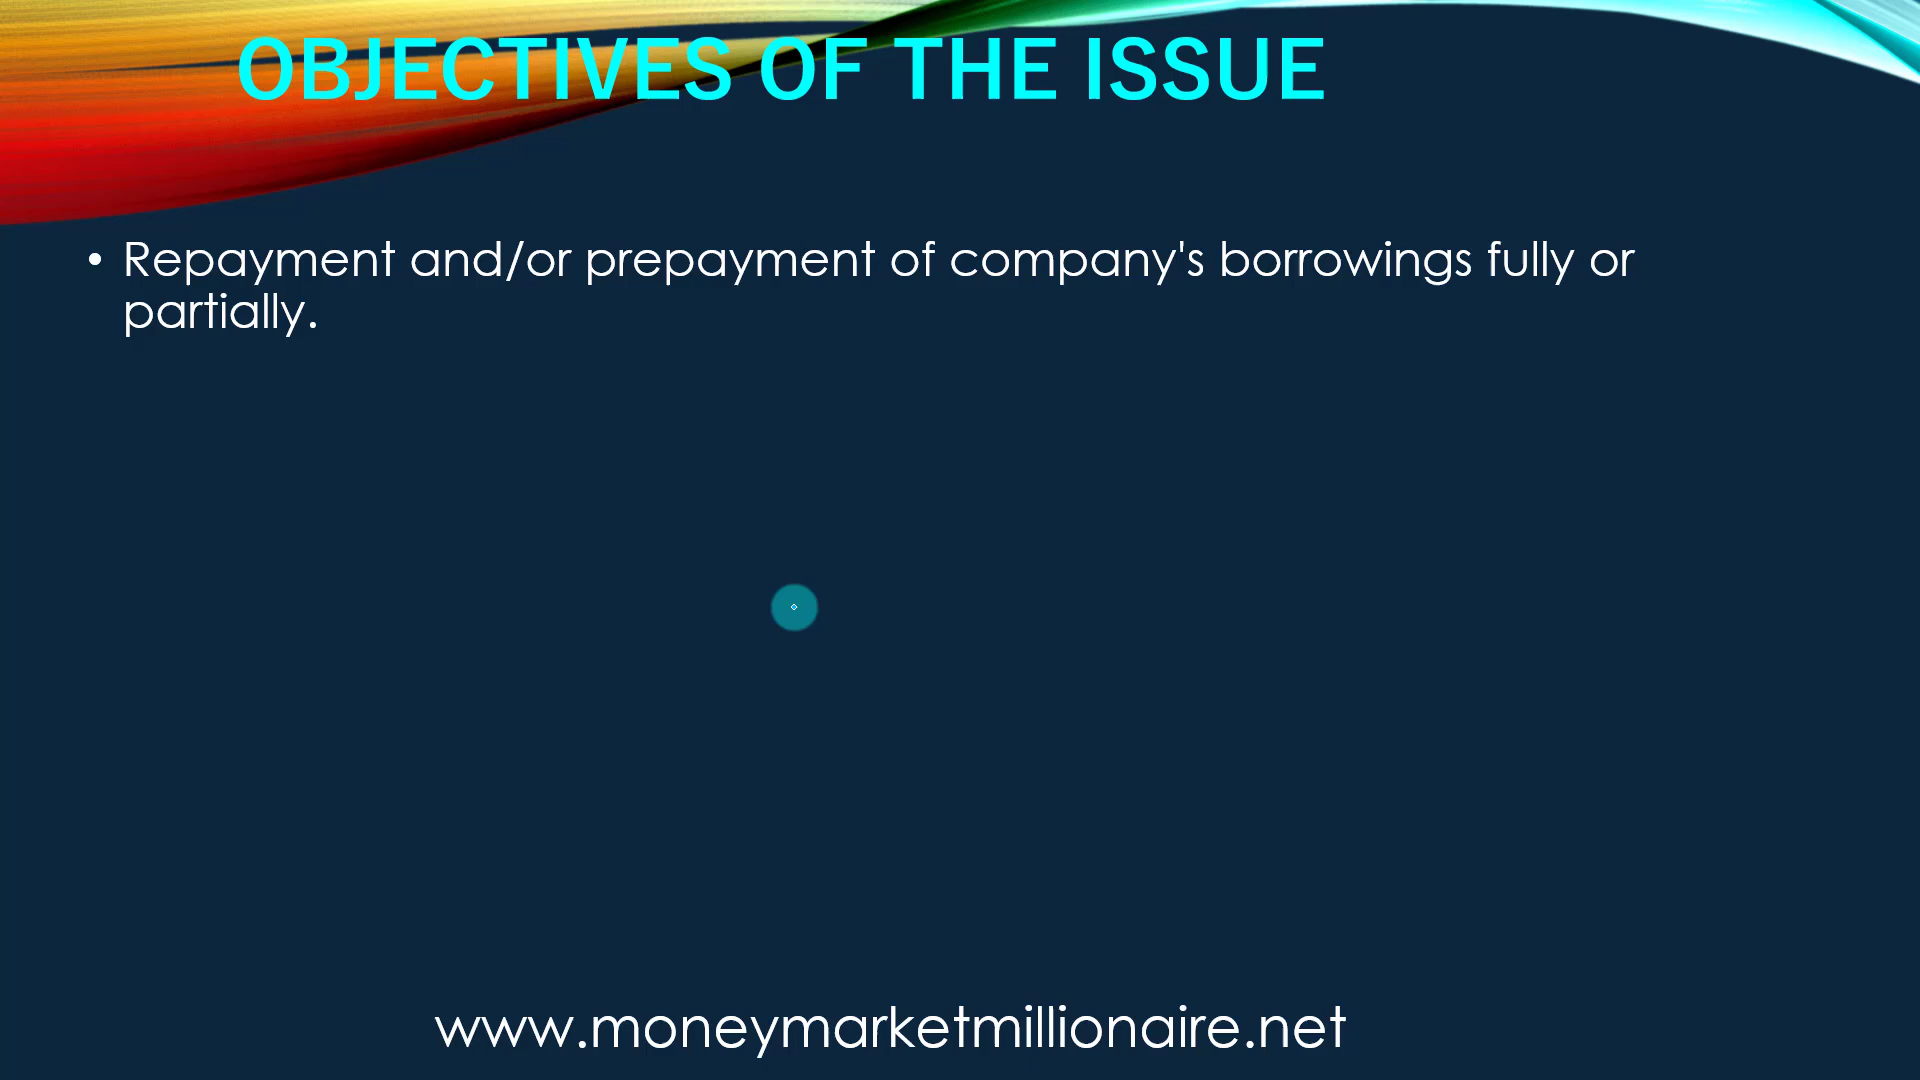 OBJECTIVES OF THE ISSUE
• Repayment and/or prepayment of company's borrowings fully or
partially.
www.moneymarketmillionaire.net